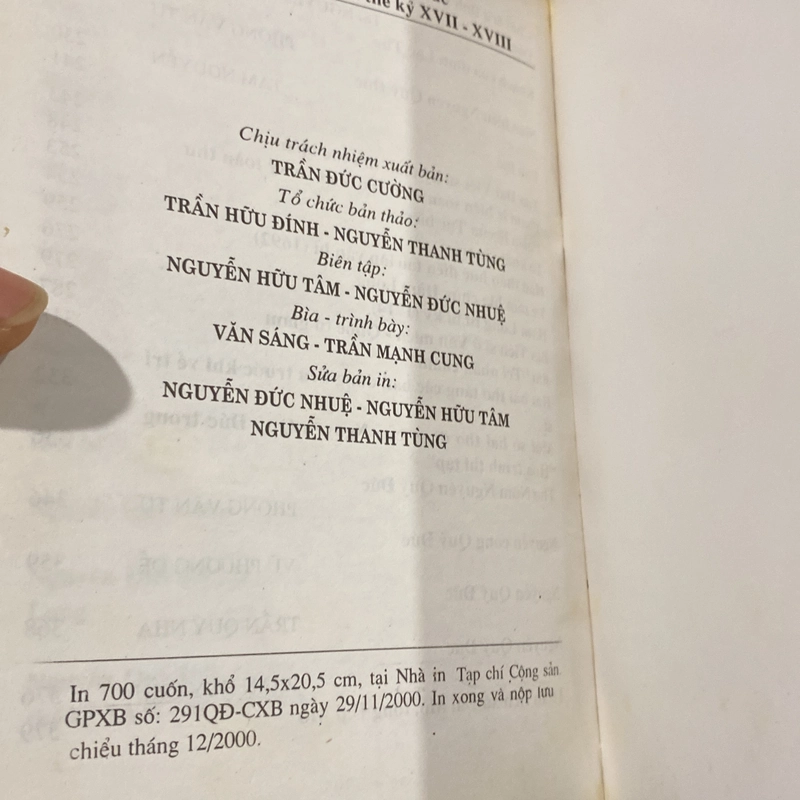 thế kỷ XVII - XVIII
Chịu trách nhiệm xuất bản:
TRẦN ĐỨC CƯỜNG
Tổ chức bản thảo:
TRẦN HỮU ĐÍNH - NGUYỄN THANH TÙNG
Biên tập:
NGUYỄN HỮU TÂM - NGUYỄN ĐỨC NHUỆ
Bìa - trình bày:
VĂN SÁNG - TRẦN MẠNH CUNG
Sửa bản in:
NGUYỄN ĐỨC NHUỆ - NGUYỄN HỮU TÂM
NGUYỄN THANH TÙNG
In 700 cuốn, khổ 14,5x20,5 cm, tại Nhà in Tạp chí Cộng sản
GPXB số: 291QĐ-CXB ngày 29/11/2000. In xong và nộp lưu
chiểu tháng 12/2000.